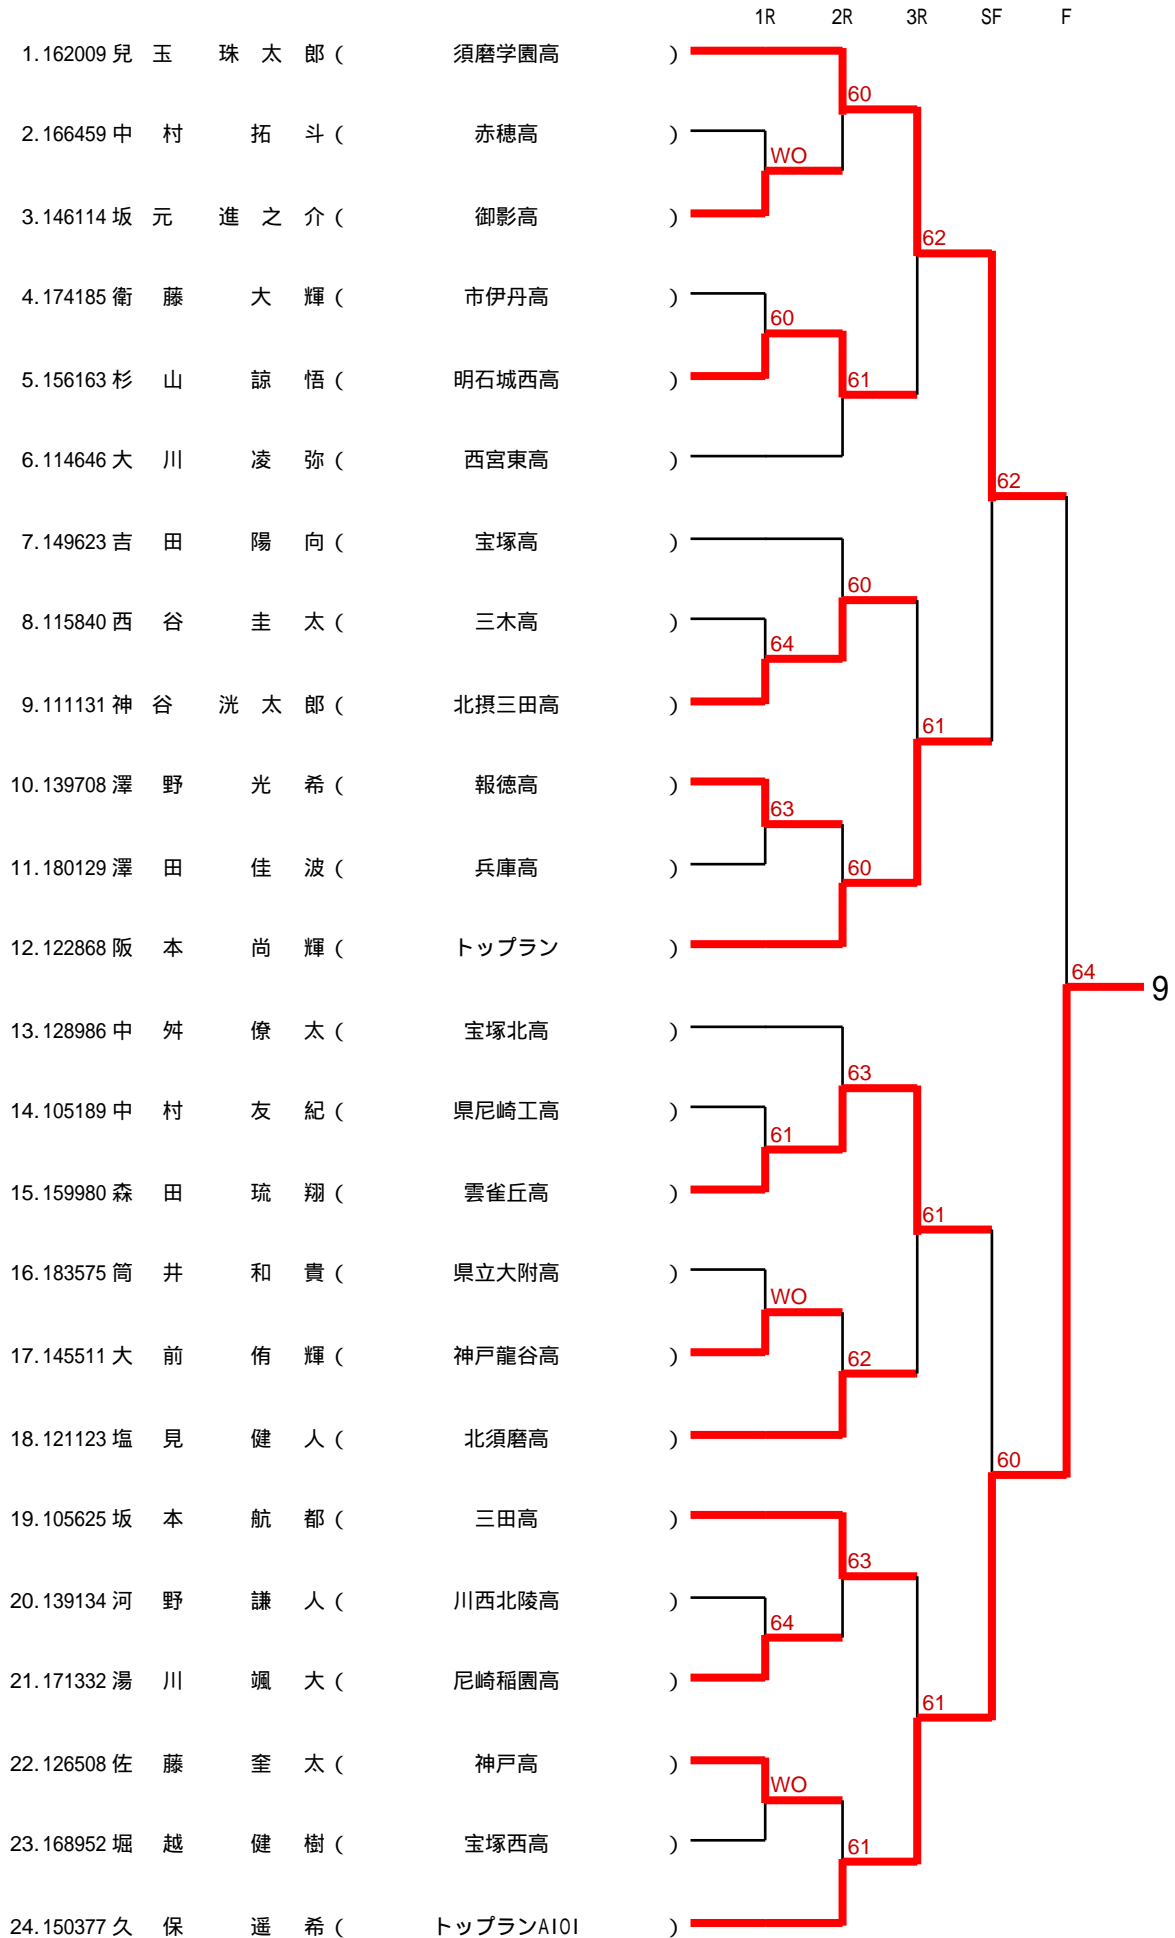 1R 2R 3R SF F
1.162009 兒 玉 珠 太 郎 ( 須磨学園高 )
60
2.166459 中 村 拓 斗 ( 赤穂高 )
WO
3.146114 坂 元 進 之 介 ( 御影高 )
62
4.174185 衛 藤 大 輝 ( 市伊丹高 )
60
5.156163 杉 山 諒 悟 ( 明石城西高 )
61
6.114646 大 川 凌 弥 ( 西宮東高 )
62
7.149623 吉 田 陽 向 ( 宝塚高 )
60
8.115840 西 谷 圭 太 ( 三木高 )
64
9.111131 神 谷 洸 太 郎 ( 北摂三田高 )
61
10.139708 澤 野 光 希 ( 報徳高 )
63
11.180129 澤 田 佳 波 ( 兵庫高 )
60
12.122868 阪 本 尚 輝 ( トップラン )
64
9
13.128986 中 舛 僚 太 ( 宝塚北高 )
63
14.105189 中 村 友 紀 ( 県尼崎工高 )
61
15.159980 森 田 琉 翔 ( 雲雀丘高 )
61
16.183575 筒 井 和 貴 ( 県立大附高 )
WO
17.145511 大 前 侑 輝 ( 神戸龍谷高 )
62
18.121123 塩 見 健 人 ( 北須磨高 )
60
19.105625 坂 本 航 都 ( 三田高 )
63
20.139134 河 野 謙 人 ( 川西北陵高 )
64
21.171332 湯 川 颯 大 ( 尼崎稲園高 )
61
22.126508 佐 藤 奎 太 ( 神戸高 )
WO
23.168952 堀 越 健 樹 ( 宝塚西高 )
61
24.150377 久 保 遥 希 ( トップランAIOI )